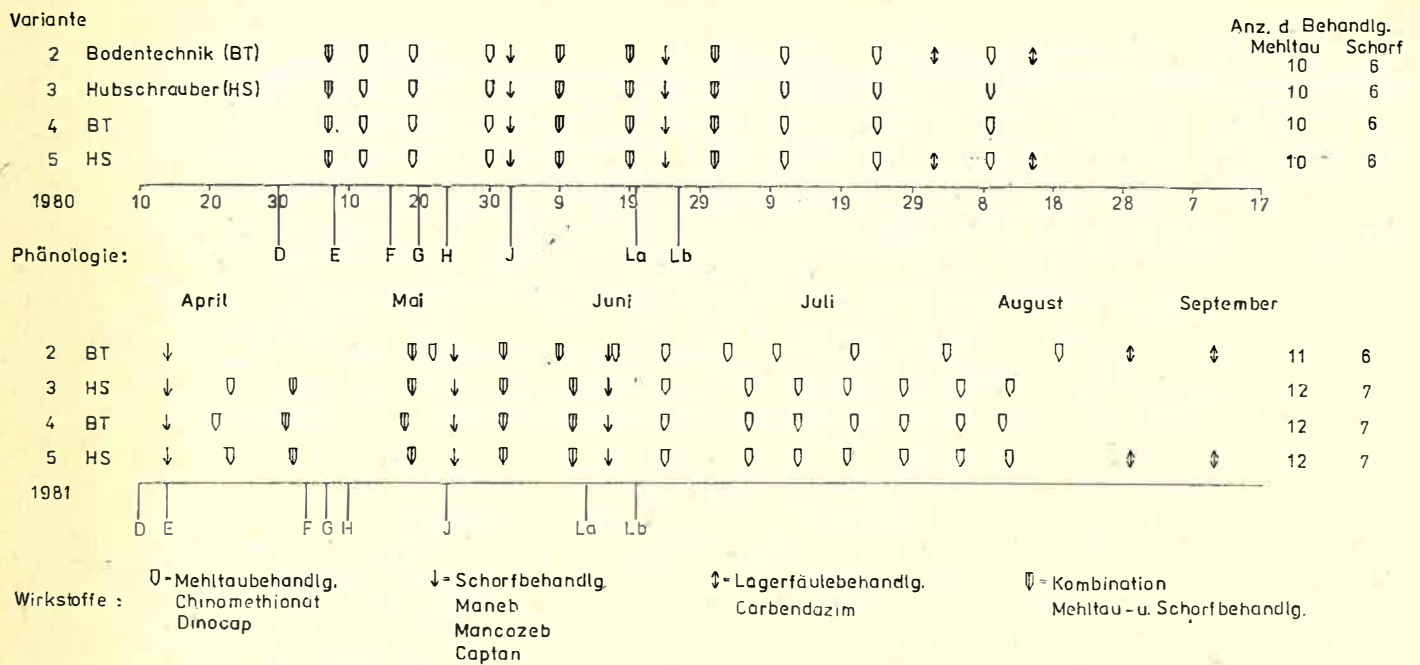 Variante
Anz. d. Behandlg.
Mehltau Schorf
2 Bodentechnik (BT) 10 6
3 Hubschrauber (HS) 10 6
4 BT 10 6
5 HS 10 6
1980 10 20 30 10 20 30 9 19 29 9 19 29 8 18 28 7 17
Phänologie: D E F G H J La Lb
April Mai Juni Juli August September
2 BT 11 6
3 HS 12 7
4 BT 12 7
5 HS 12 7
1981
D E F G H J La Lb
Wirkstoffe :
= Mehltaubehandlg.
Chinomethionat
Dinocap
↓ = Schorfbehandlg.
Maneb
Mancozeb
Captan
↕ = Lagerfäulebehandlg.
Carbendazim
= Kombination
Mehltau - u. Schorfbehandlg.